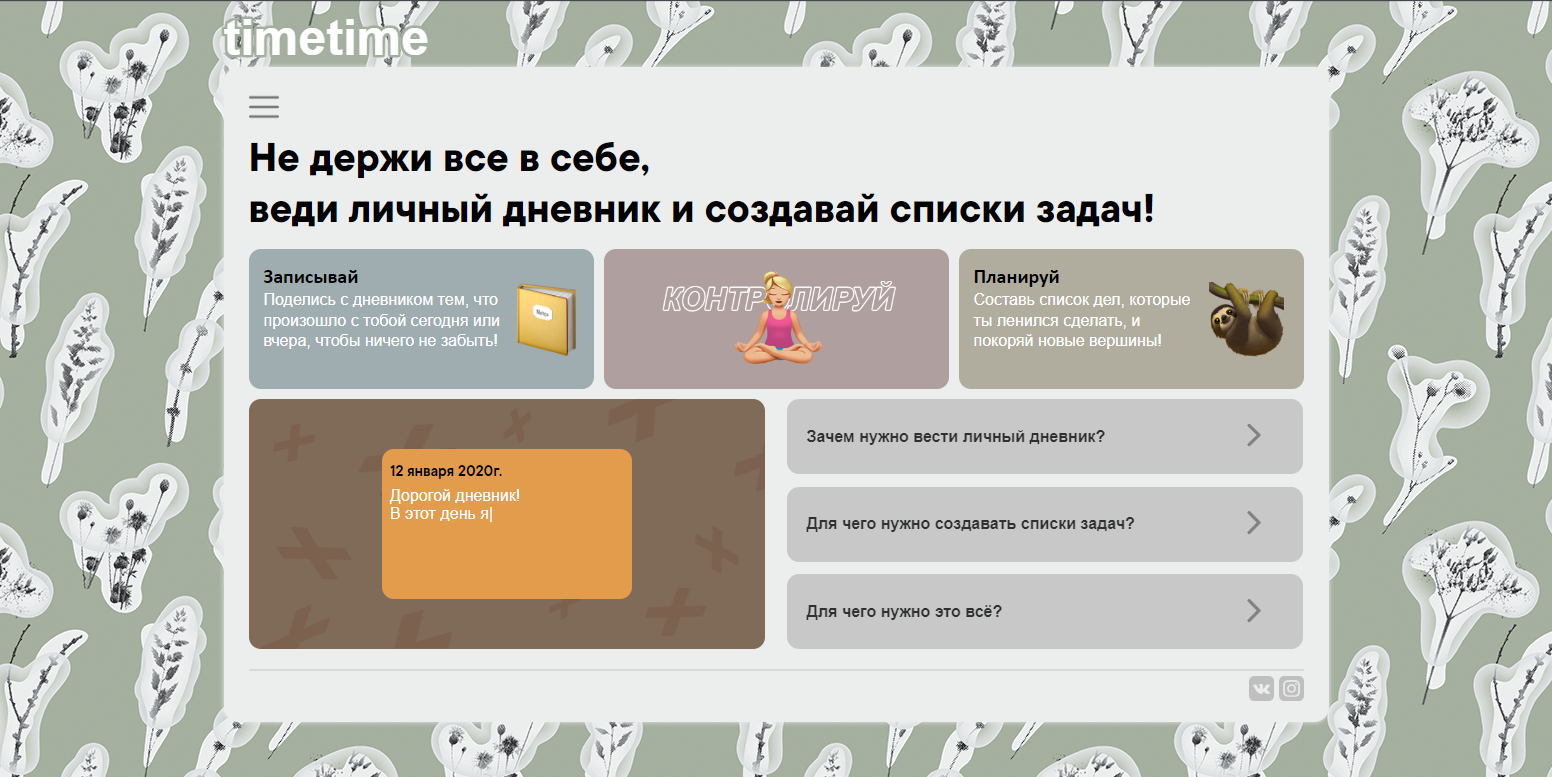 timetime
Не держи все в себе,
веди личный дневник и создавай списки задач!
Записывай
Поделись с дневником тем, что
произошло с тобой сегодня или
вчера, чтобы ничего не забыть!
КОНТРОЛИРУЙ
Планируй
Составь список дел, которые
ты ленился сделать, и
покоряй новые вершины!
12 января 2020г.
Дорогой дневник!
В этот день я|
Зачем нужно вести личный дневник?
Для чего нужно создавать списки задач?
Для чего нужно это всё?